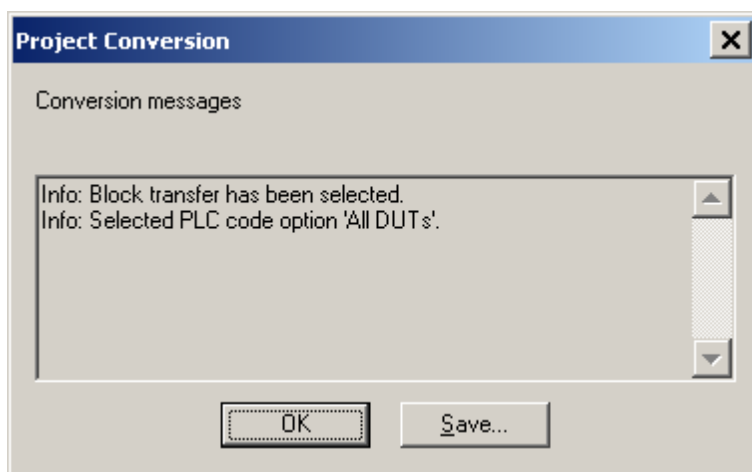 Project Conversion
Conversion messages
Info: Block transfer has been selected.
Info: Selected PLC code option 'All DUTs'.
OK
Save...